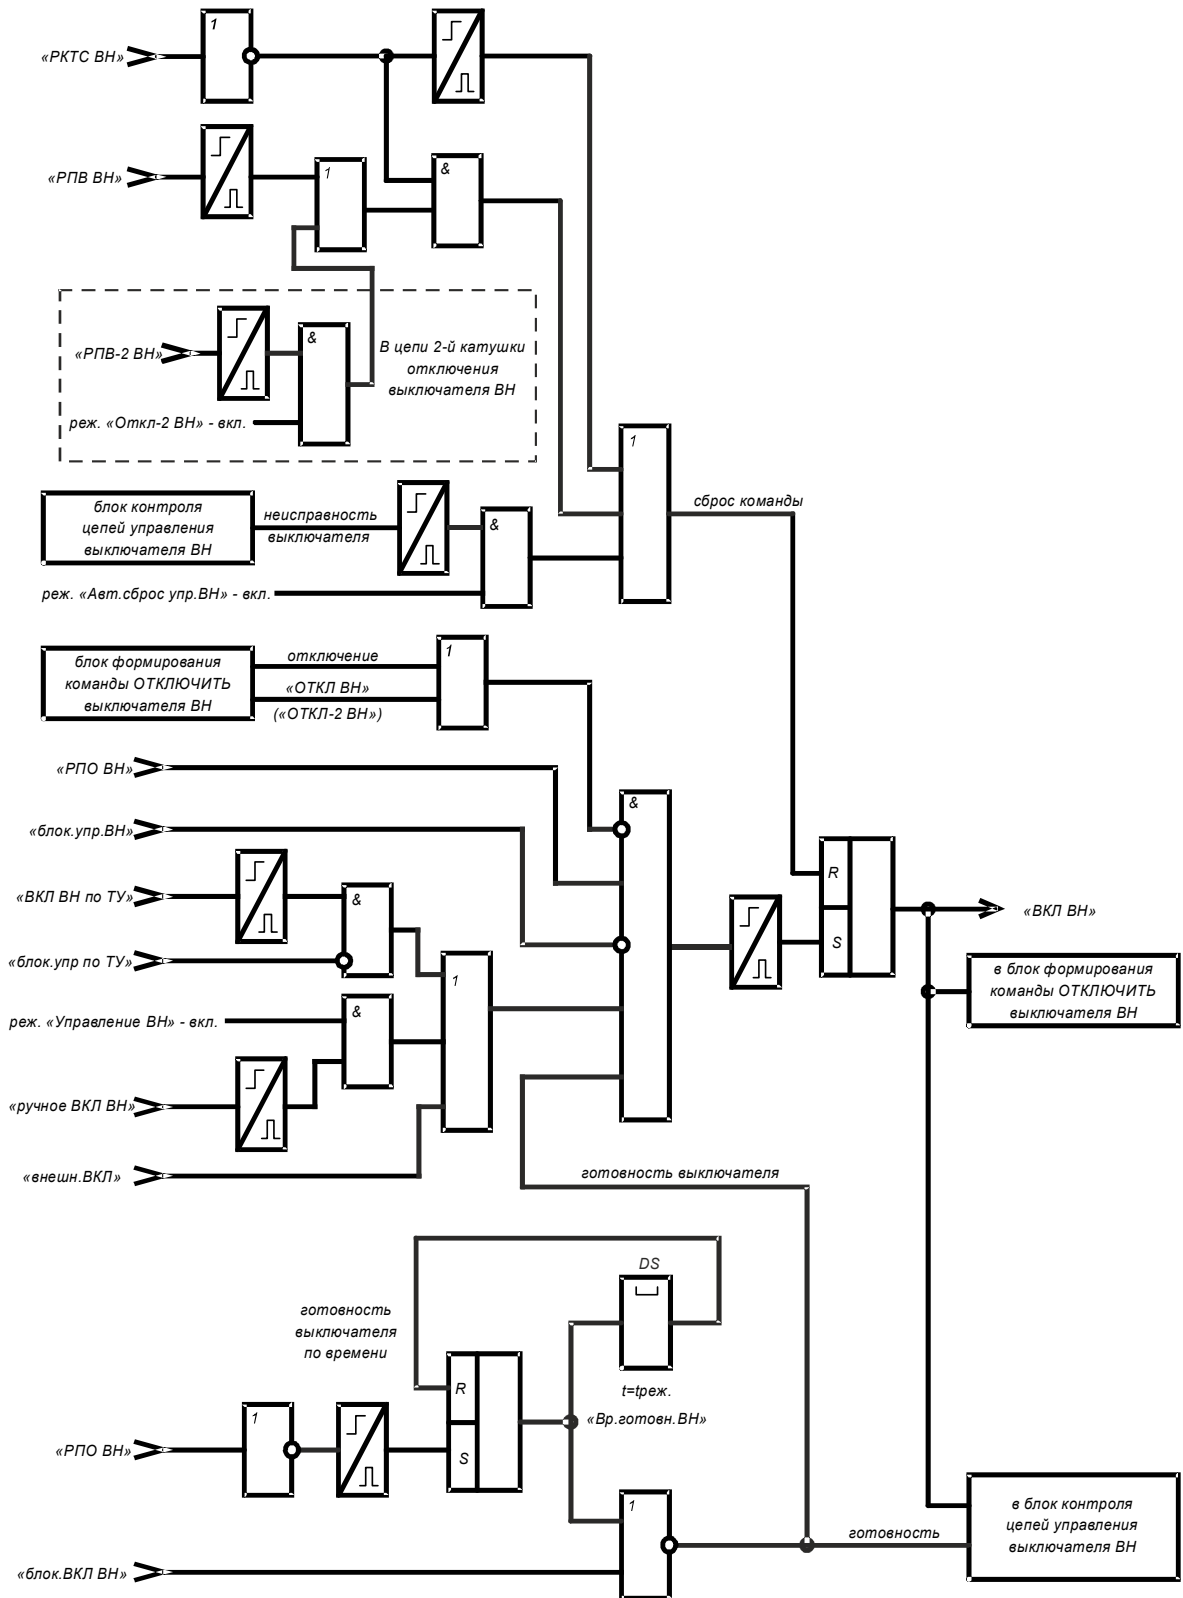 1
«РКТС ВН»
«РПВ ВН»
1
&
«РПВ-2 ВН»
&
В цепи 2-й катушки
отключения
выключателя ВН
реж. «Откл-2 ВН» - вкл.
1
блок контроля
цепей управления
выключателя ВН
неисправность
выключателя
&
сброс команды
реж. «Авт.сброс упр.ВН» - вкл.
блок формирования
команды ОТКЛЮЧИТЬ
выключателя ВН
отключение
«ОТКЛ ВН»
(«ОТКЛ-2 ВН»)
1
«РПО ВН»
&
«блок.упр.ВН»
«ВКЛ ВН по ТУ»
&
R
S
«ВКЛ ВН»
«блок.упр по ТУ»
1
в блок формирования
команды ОТКЛЮЧИТЬ
выключателя ВН
реж. «Управление ВН» - вкл.
&
«ручное ВКЛ ВН»
«внешн.ВКЛ»
готовность выключателя
DS
готовность
выключателя
по времени
t=tреж.
«Вр.готовн.ВН»
R
S
1
«РПО ВН»
1
готовность
в блок контроля
цепей управления
выключателя ВН
«блок.ВКЛ ВН»